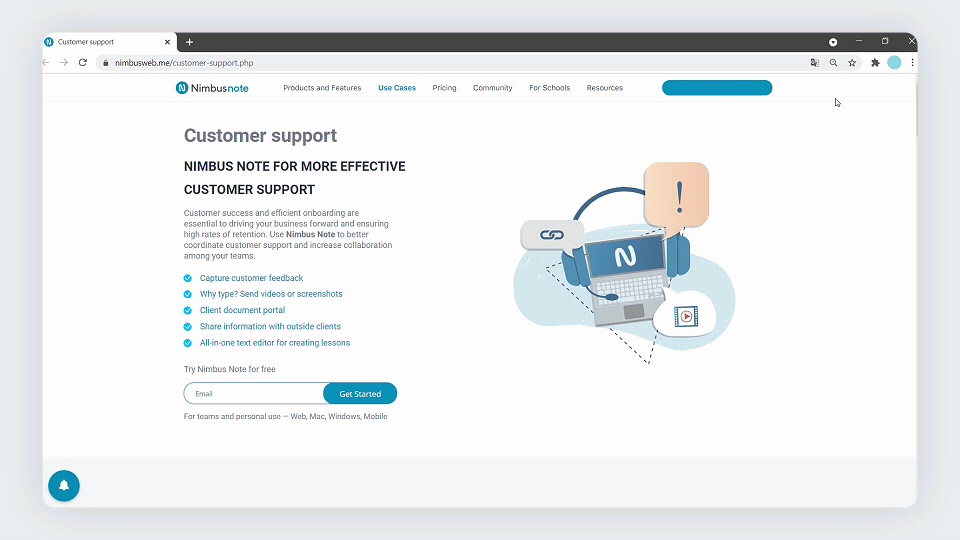 Customer support
nimbusweb.me/customer-support.php
Nimbusnote
Products and Features
Use Cases
Pricing
Community
For Schools
Resources
Customer support
NIMBUS NOTE FOR MORE EFFECTIVE
CUSTOMER SUPPORT
Customer success and efficient onboarding are
essential to driving your business forward and ensuring
high rates of retention. Use Nimbus Note to better
coordinate customer support and increase collaboration
among your teams.
Capture customer feedback
Why type? Send videos or screenshots
Client document portal
Share information with outside clients
All-in-one text editor for creating lessons
Try Nimbus Note for free
Email
Get Started
For teams and personal use — Web, Mac, Windows, Mobile